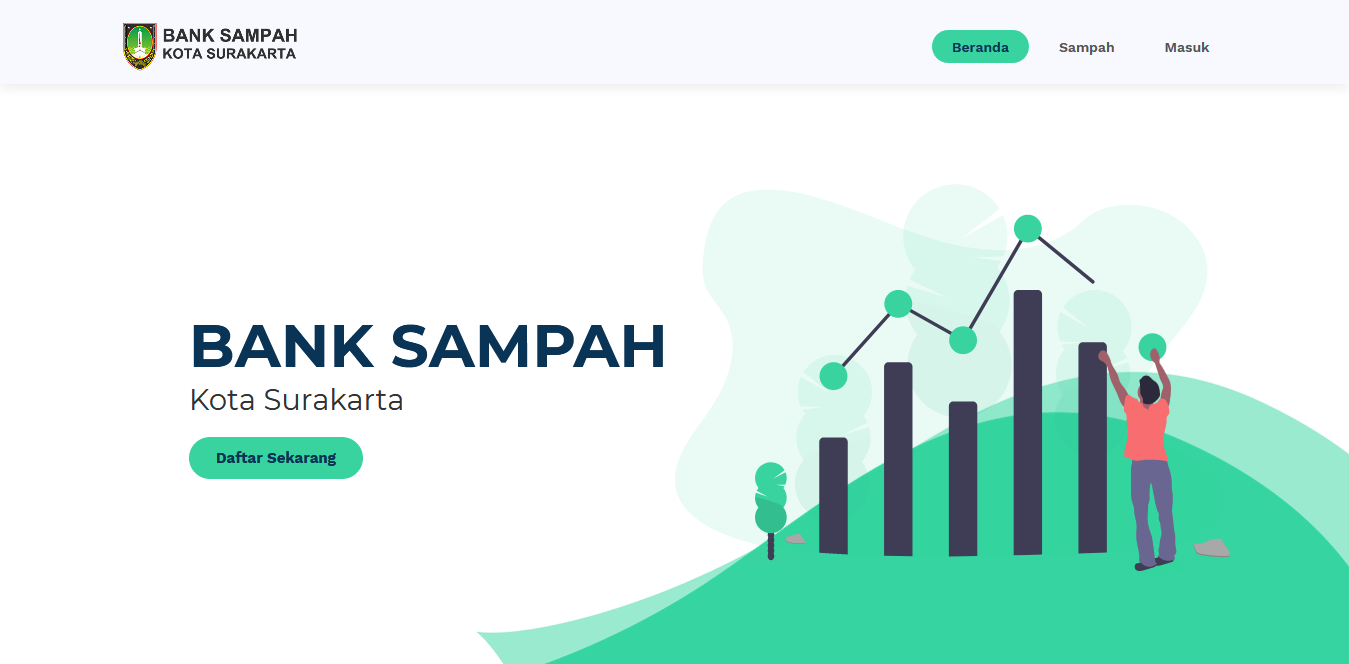 BANK SAMPAH
KOTA SURAKARTA
Beranda
Sampah
Masuk
BANK SAMPAH
Kota Surakarta
Daftar Sekarang